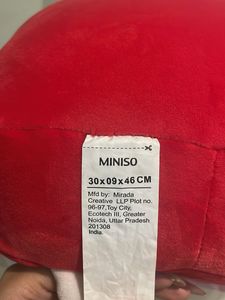 MINISO
30x09x46 CM
Mfd by: Mirada
Creative LLP Plot no.
96-97,Toy City,
Ecotech III, Greater
Noida, Uttar Pradesh
201308
India.